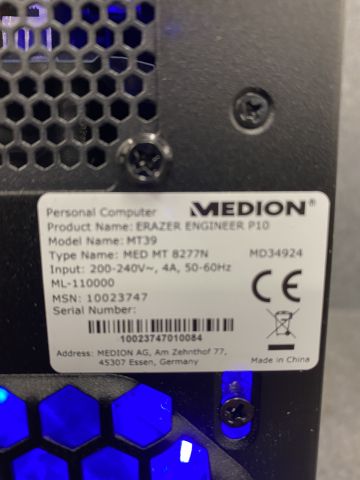 Personal Computer MEDION®
Product Name: ERAZER ENGINEER P10
Model Name: MT39
Type Name: MED MT 8277N MD34924
Input: 200-240V~, 4A, 50-60Hz
ML-110000
MSN: 10023747
Serial Number:
10023747010084
Address: MEDION AG, Am Zehnthof 77,
45307 Essen, Germany
CE
Made in China